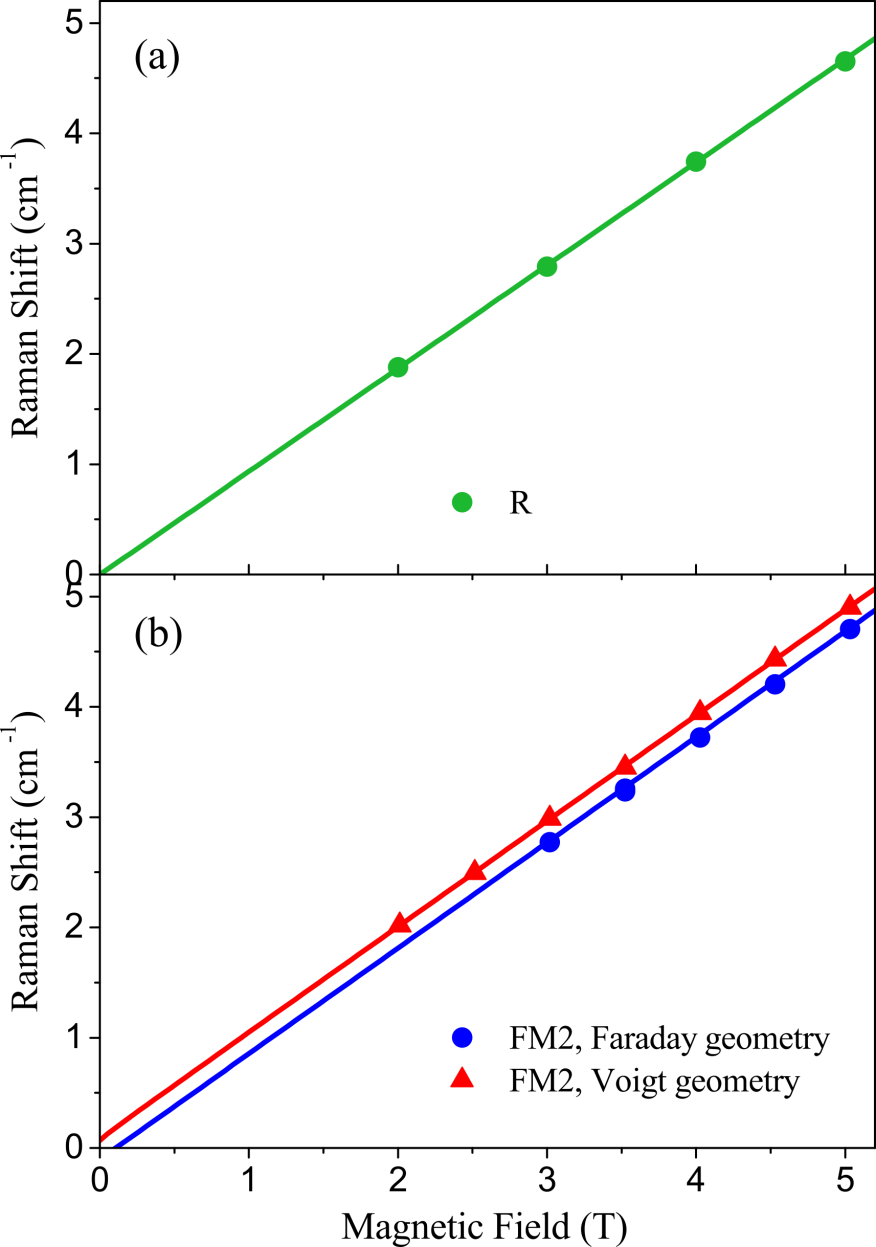 (a)
5
4
3
2
1
0
Raman Shift (cm⁻¹)
R
(b)
5
4
3
2
1
0
Raman Shift (cm⁻¹)
FM2, Faraday geometry
FM2, Voigt geometry
0 1 2 3 4 5
Magnetic Field (T)